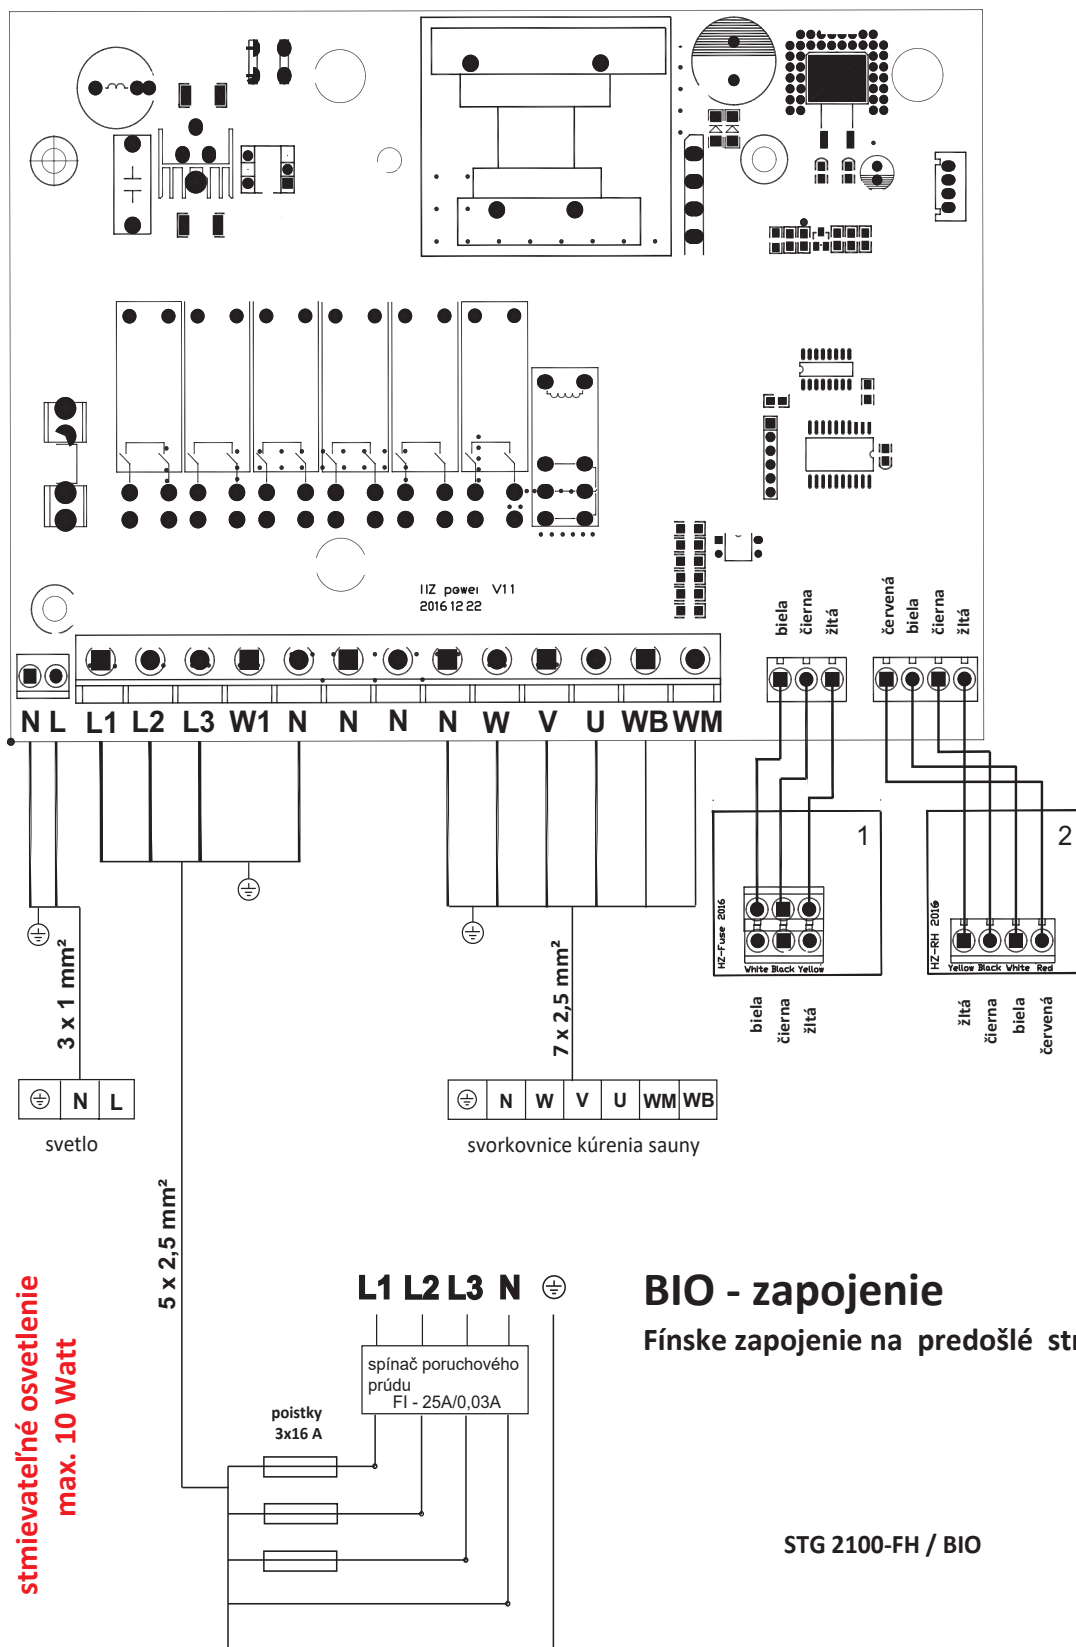 HZ power V11
2016 12 22
biela
čierna
žltá
červená
biela
čierna
žltá
N L L1 L2 L3 W1 N N N N W V U WB WM
1
2
HZ-Fuse 2016
White Black Yellow
HZ-RH 2016
Yellow Black White Red
biela
čierna
žltá
žltá
čierna
biela
červená
3 x 1 mm²
7 x 2,5 mm²
N L
svetlo
N W V U WM WB
svorkovnice kúrenia sauny
5 x 2,5 mm²
stmievateľné osvetlenie
max. 10 Watt
L1 L2 L3 N
spínač poruchového
prúdu
FI - 25A/0,03A
poistky
3x16 A
BIO - zapojenie
Fínske zapojenie na predošlé
STG 2100-FH / BIO